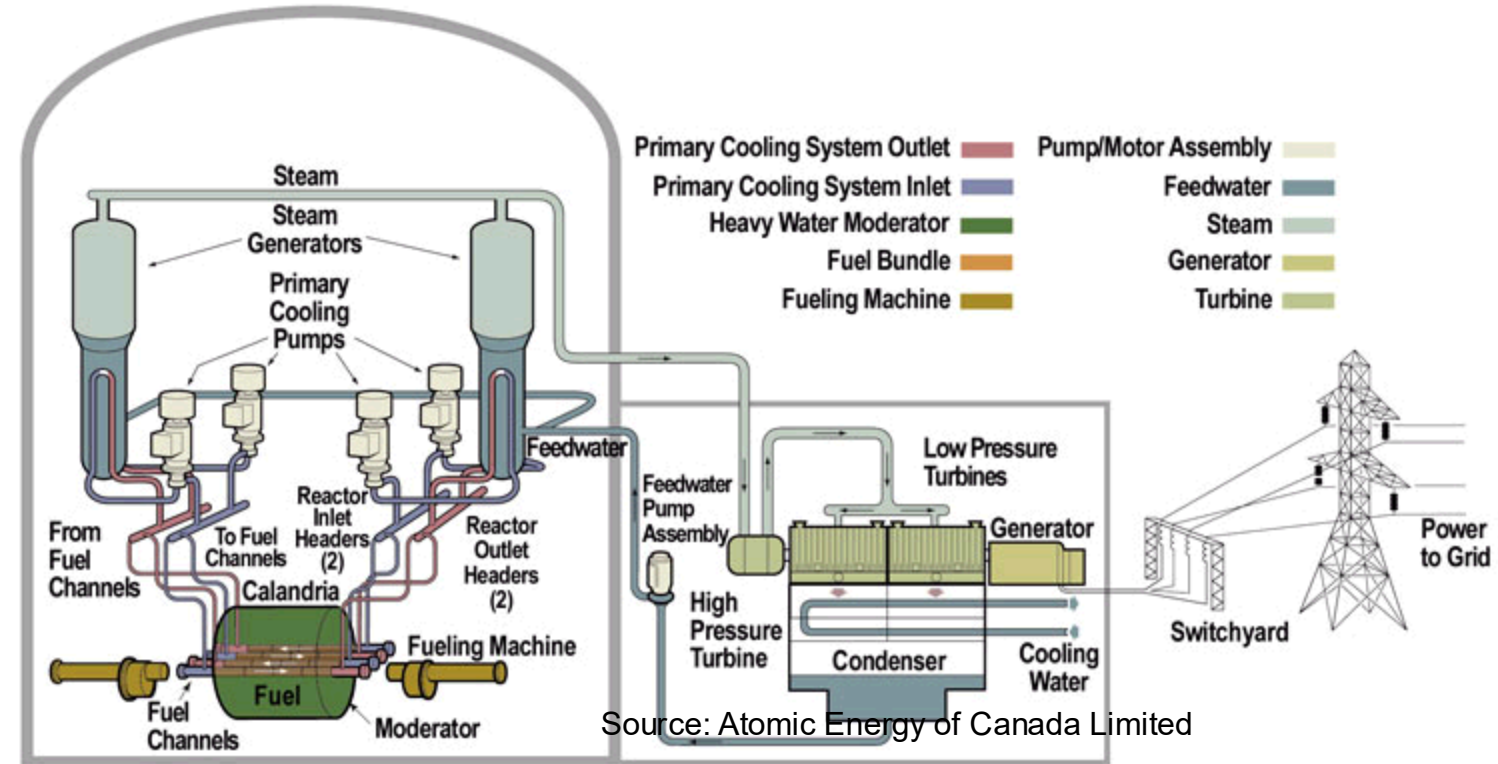 Steam
Steam
Generators
Primary
Cooling
Pumps
Primary Cooling System Outlet
Primary Cooling System Inlet
Heavy Water Moderator
Fuel Bundle
Fueling Machine
Pump/Motor Assembly
Feedwater
Steam
Generator
Turbine
Feedwater
From
Fuel
Channels
To Fuel
Channels
Reactor
Inlet
Headers
(2)
Reactor
Outlet
Headers
(2)
Calandria
Fueling Machine
Fuel
Fuel
Channels
Moderator
Feedwater
Pump
Assembly
High
Pressure
Turbine
Low Pressure
Turbines
Generator
Condenser
Cooling
Water
Switchyard
Power
to Grid
Source: Atomic Energy of Canada Limited